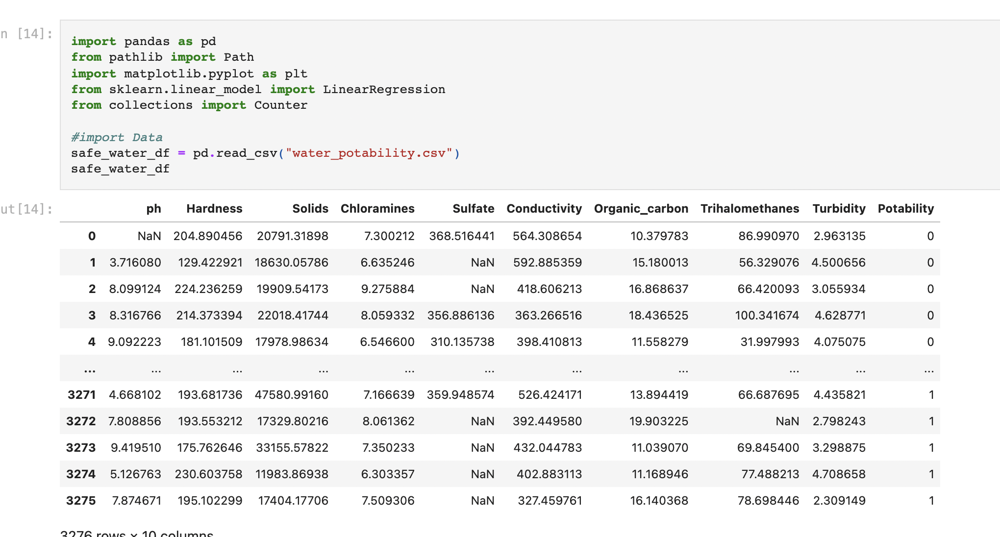 n [14]:
import pandas as pd
from pathlib import Path
import matplotlib.pyplot as plt
from sklearn.linear_model import LinearRegression
from collections import Counter
#import Data
safe_water_df = pd.read_csv("water_potability.csv")
safe_water_df
ut[14]:
ph Hardness Solids Chloramines Sulfate Conductivity Organic_carbon Trihalomethanes Turbidity Potability
0 NaN 204.890456 20791.31898 7.300212 368.516441 564.308654 10.379783 86.990970 2.963135 0
1 3.716080 129.422921 18630.05786 6.635246 NaN 592.885359 15.180013 56.329076 4.500656 0
2 8.099124 224.236259 19909.54173 9.275884 NaN 418.606213 16.868637 66.420093 3.055934 0
3 8.316766 214.373394 22018.41744 8.059332 356.886136 363.266516 18.436525 100.341674 4.628771 0
4 9.092223 181.101509 17978.98634 6.546600 310.135738 398.410813 11.558279 31.997993 4.075075 0
... ... ... ... ... ... ... ... ... ... ...
3271 4.668102 193.681736 47580.99160 7.166639 359.948574 526.424171 13.894419 66.687695 4.435821 1
3272 7.808856 193.553212 17329.80216 8.061362 NaN 392.449580 19.903225 NaN 2.798243 1
3273 9.419510 175.762646 33155.57822 7.350233 NaN 432.044783 11.039070 69.845400 3.298875 1
3274 5.126763 230.603758 11983.86938 6.303357 NaN 402.883113 11.168946 77.488213 4.708658 1
3275 7.874671 195.102299 17404.17706 7.509306 NaN 327.459761 16.140368 78.698446 2.309149 1
3276 rows × 10 columns